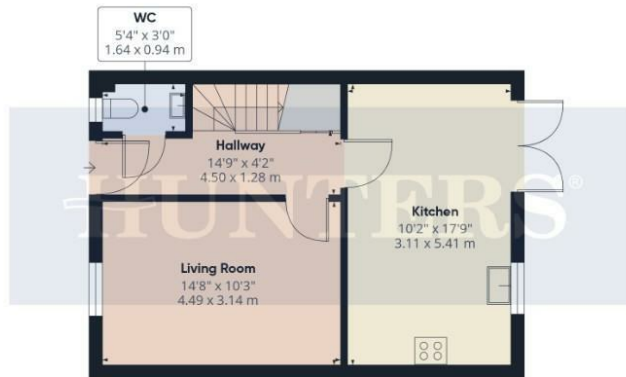 WC
5'4" x 3'0"
1.64 x 0.94 m
Hallway
14'9" x 4'2"
4.50 x 1.28 m
HUNTERS®
Kitchen
10'2" x 17'9"
3.11 x 5.41 m
Living Room
14'8" x 10'3"
4.49 x 3.14 m